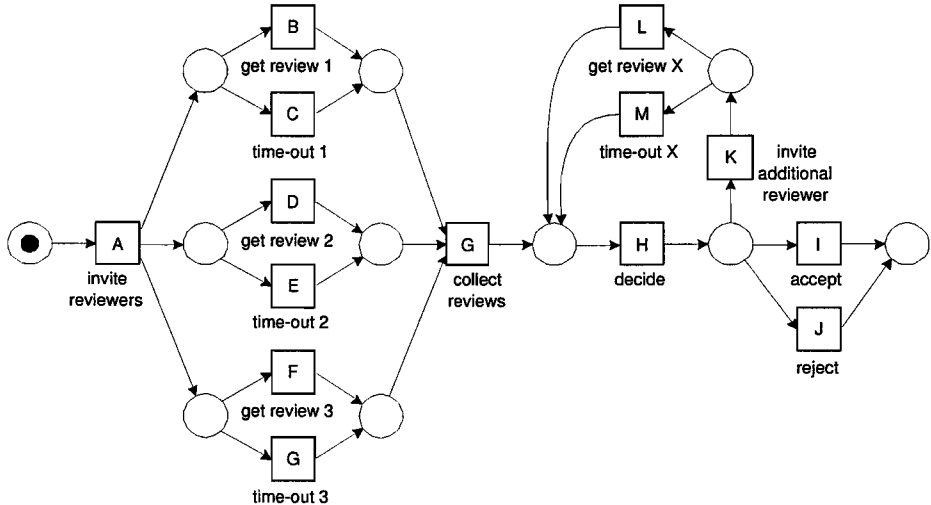 B
get review 1
C
time-out 1
A
invite
reviewers
D
get review 2
E
time-out 2
F
get review 3
G
time-out 3
G
collect
reviews
L
get review X
M
time-out X
K
invite
additional
reviewer
H
decide
I
accept
J
reject